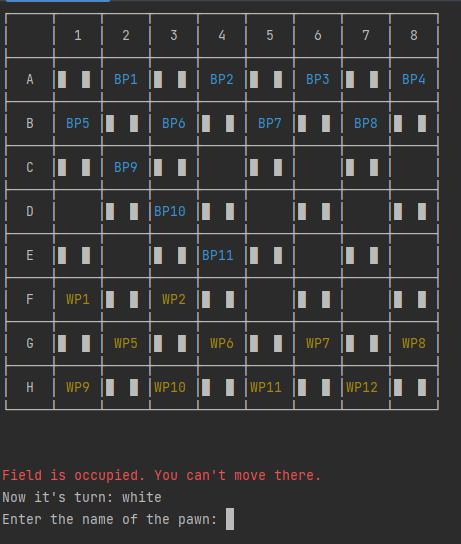 1 2 3 4 5 6 7 8
A BP1 BP2 BP3 BP4
B BP5 BP6 BP7 BP8
C BP9
D BP10
E BP11
F WP1 WP2
G WP5 WP6 WP7 WP8
H WP9 WP10 WP11 WP12
Field is occupied. You can't move there.
Now it's turn: white
Enter the name of the pawn: